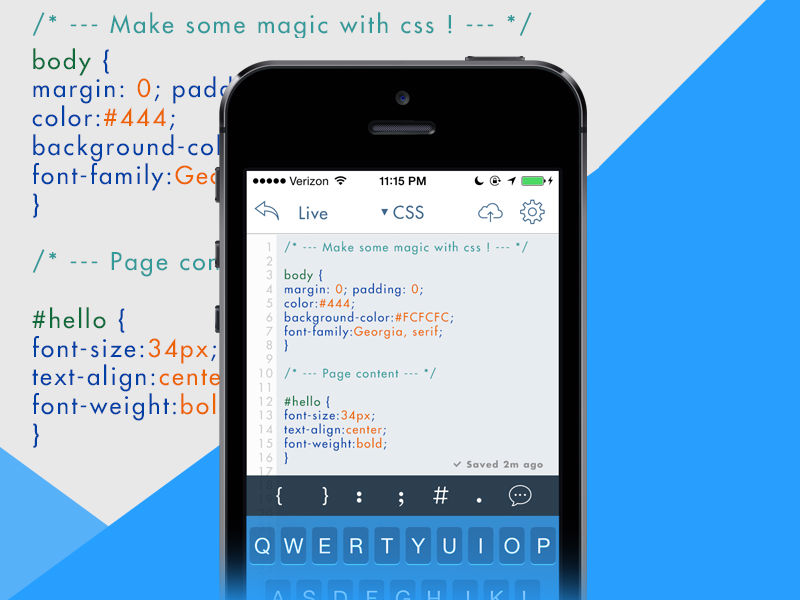 /* --- Make some magic with css ! --- */
body {
margin: 0; padd
color:#444;
background-col
font-family:Geo
}
/* --- Page con
#hello {
font-size:34px;
text-align:cente
font-weight:bol
}
Verizon 11:15 PM
Live ▼ CSS
1 /* --- Make some magic with css ! --- */
2
3 body {
4 margin: 0; padding: 0;
5 color:#444;
6 background-color:#FCFCFC;
7 font-family:Georgia, serif;
8 }
9
10 /* --- Page content --- */
11
12 #hello {
13 font-size:34px;
14 text-align:center;
15 font-weight:bold;
16 }
17
✓ Saved 2m ago
{ } : ; # .
Q W E R T Y U I O P
A S D F G H J K L